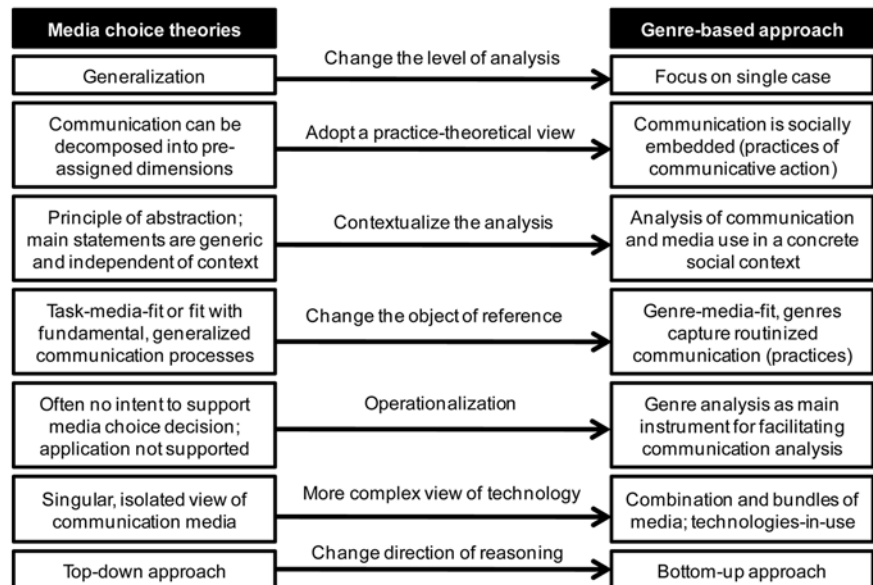 Media choice theories
Genre-based approach
Generalization
Change the level of analysis
Focus on single case
Communication can be
decomposed into pre-
assigned dimensions
Adopt a practice-theoretical view
Communication is socially
embedded (practices of
communicative action)
Principle of abstraction;
main statements are generic
and independent of context
Contextualize the analysis
Analysis of communication
and media use in a concrete
social context
Task-media-fit or fit with
fundamental, generalized
communication processes
Change the object of reference
Genre-media-fit, genres
capture routinized
communication (practices)
Often no intent to support
media choice decision;
application not supported
Operationalization
Genre analysis as main
instrument for facilitating
communication analysis
Singular, isolated view of
communication media
More complex view of technology
Combination and bundles of
media; technologies-in-use
Top-down approach
Change direction of reasoning
Bottom-up approach